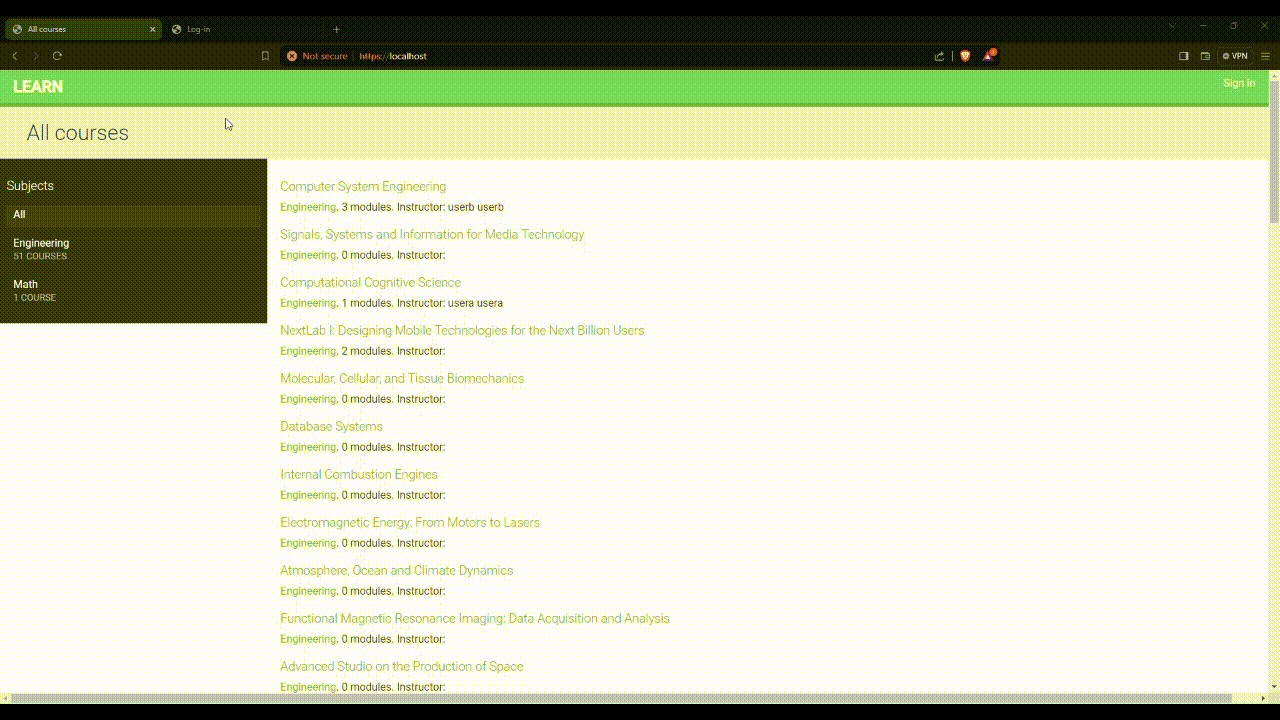 All courses
Log-in
Not secure https://localhost
VPN
LEARN
Sign in
All courses
Subjects
All
Engineering
51 COURSES
Math
1 COURSE
Computer System Engineering
Engineering. 3 modules. Instructor: userb userb
Signals, Systems and Information for Media Technology
Engineering. 0 modules. Instructor:
Computational Cognitive Science
Engineering. 1 modules. Instructor: usera usera
NextLab I: Designing Mobile Technologies for the Next Billion Users
Engineering. 2 modules. Instructor:
Molecular, Cellular, and Tissue Biomechanics
Engineering. 0 modules. Instructor:
Database Systems
Engineering. 0 modules. Instructor:
Internal Combustion Engines
Engineering. 0 modules. Instructor:
Electromagnetic Energy: From Motors to Lasers
Engineering. 0 modules. Instructor:
Atmosphere, Ocean and Climate Dynamics
Engineering. 0 modules. Instructor:
Functional Magnetic Resonance Imaging: Data Acquisition and Analysis
Engineering. 0 modules. Instructor:
Advanced Studio on the Production of Space
Engineering. 0 modules. Instructor: